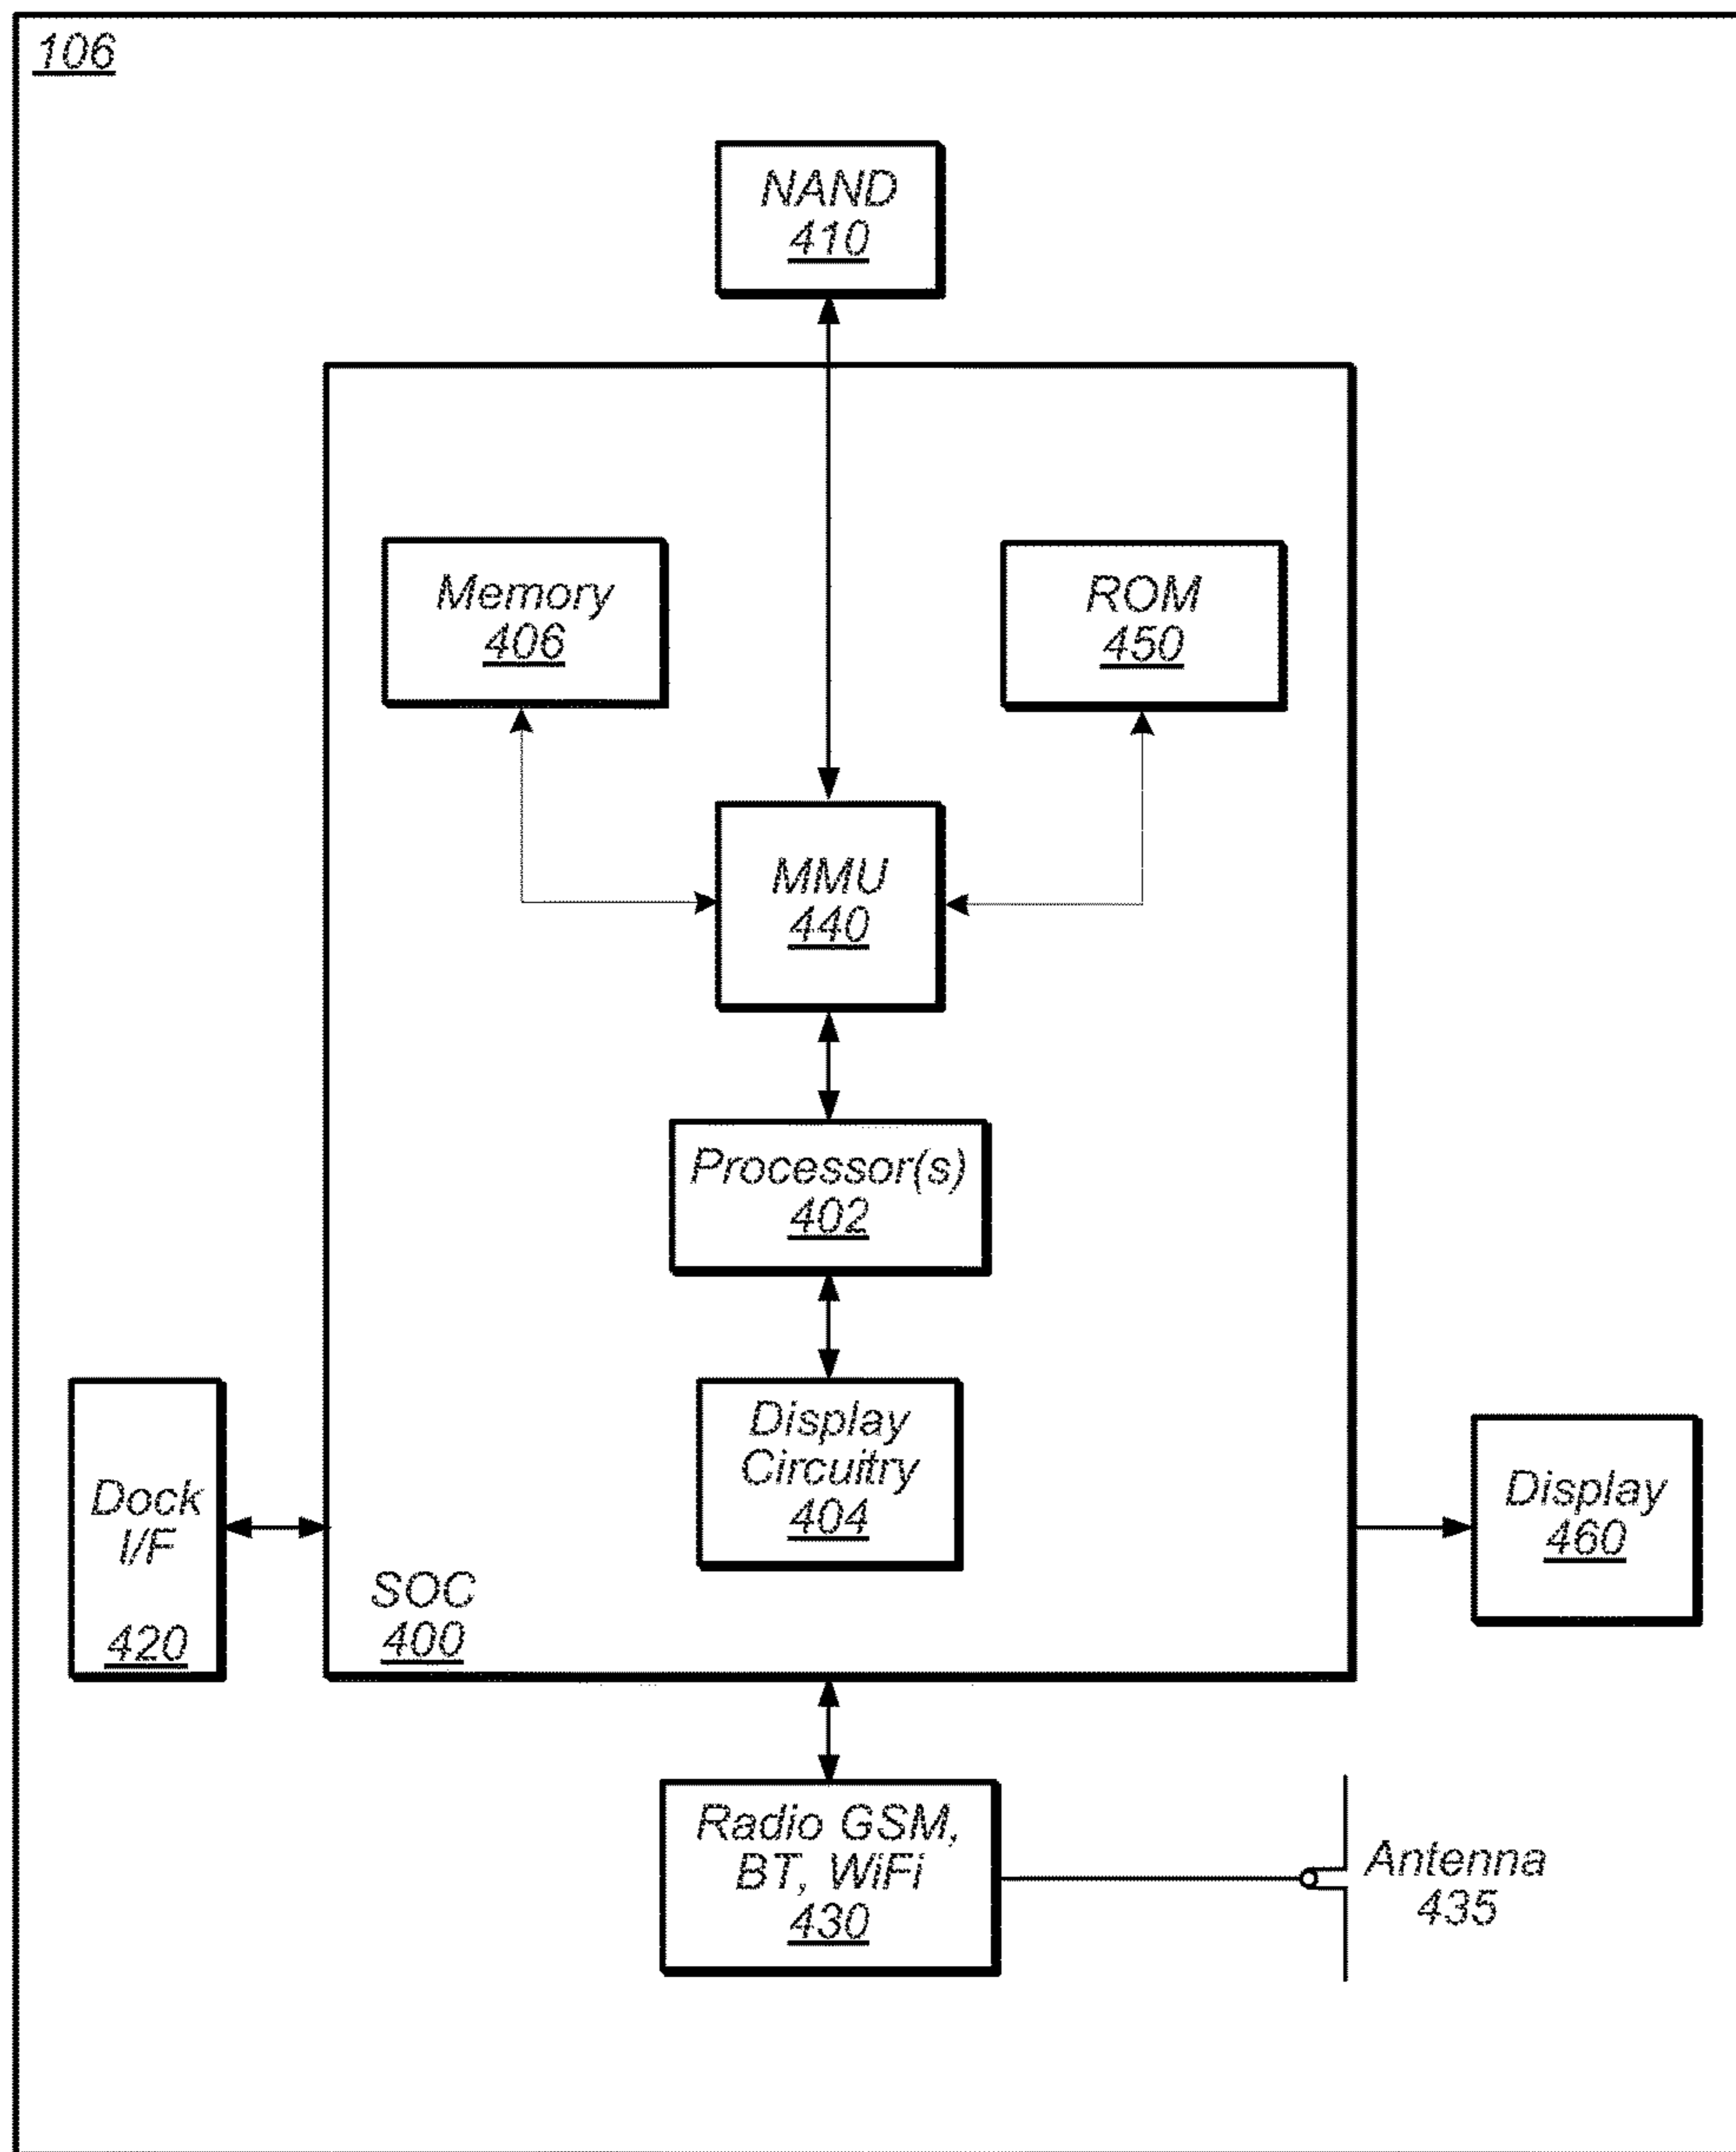 106
NAND
410
Memory
406
ROM
450
MMU
440
Processor(s)
402
Display
Circuitry
404
Dock
I/F
420
SOC
400
Display
460
Radio GSM,
BT, WiFi
430
Antenna
435